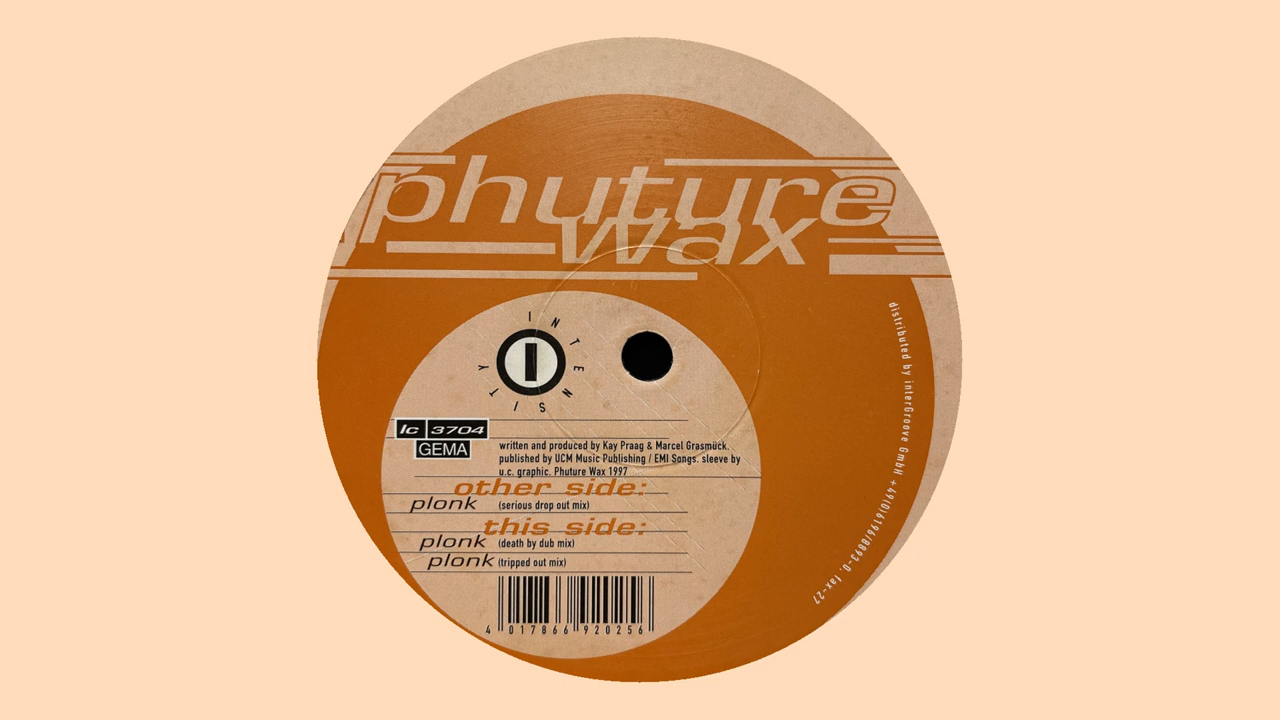 phuture
wax
INTENSITY
I
lc 3704
GEMA
written and produced by Kay Praag & Marcel Grasmück.
published by UCM Music Publishing / EMI Songs. sleeve by
u.c. graphic. Phuture Wax 1997
other side:
plonk (serious drop out mix)
this side:
plonk (death by dub mix)
plonk (tripped out mix)
4 017866 920256
distributed by interGroove GmbH +49(0)6196/8893-0. fax-27